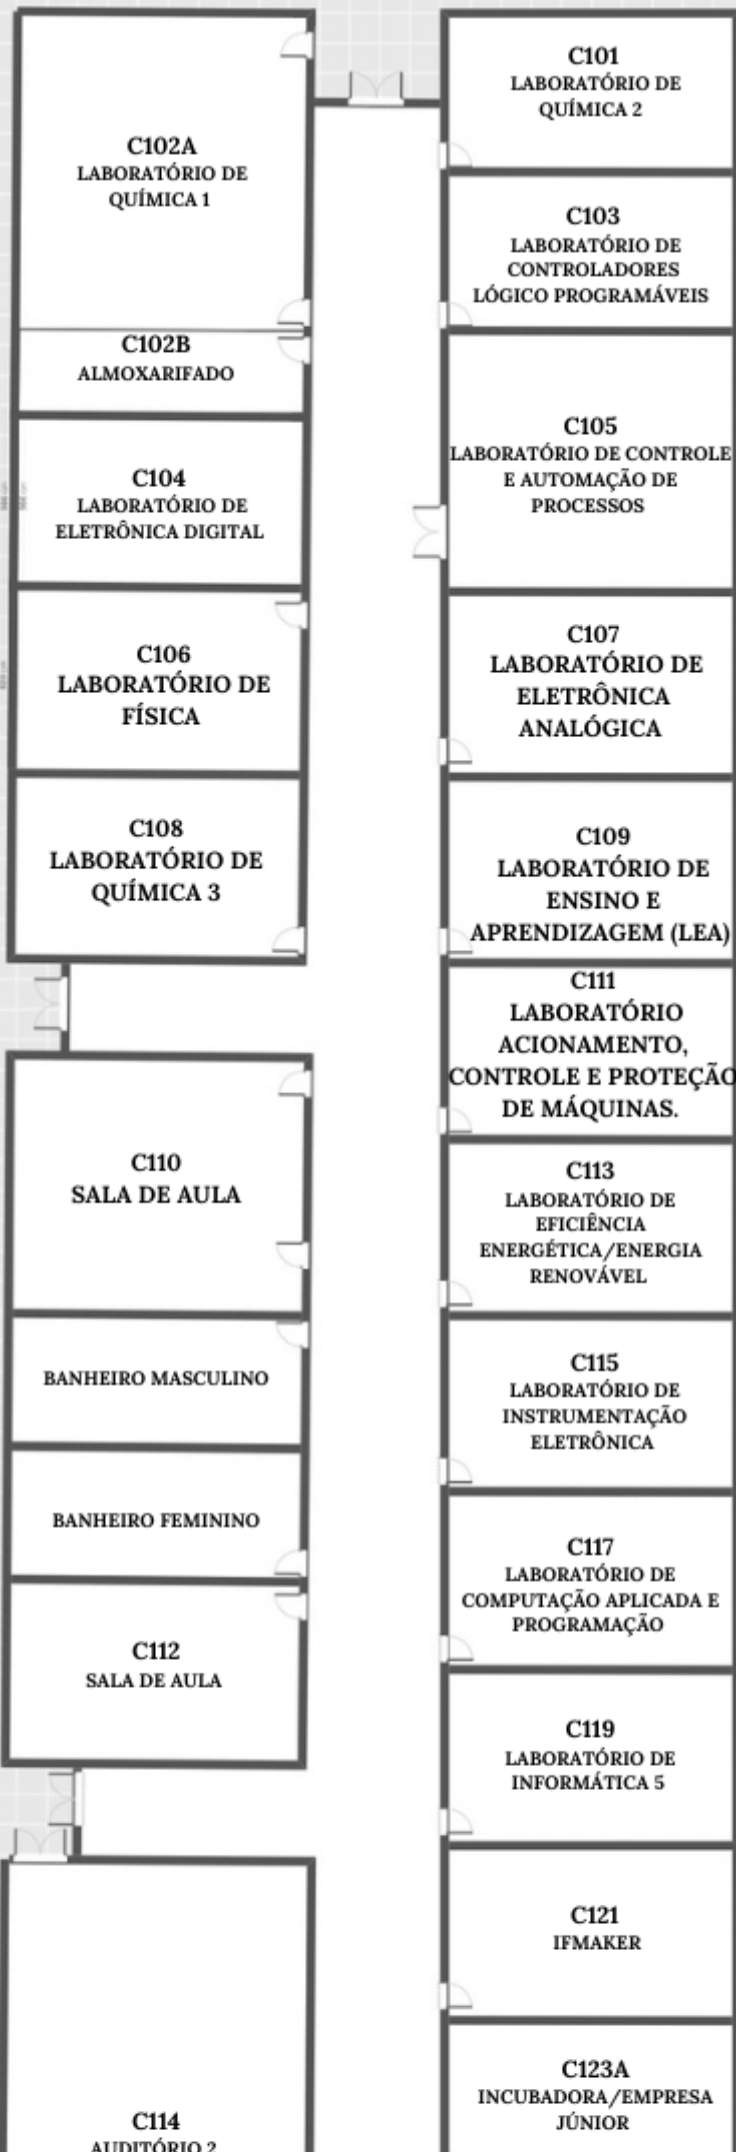 C102A
LABORATÓRIO DE
QUÍMICA 1
C102B
ALMOXARIFADO
C104
LABORATÓRIO DE
ELETRÔNICA DIGITAL
C106
LABORATÓRIO DE
FÍSICA
C108
LABORATÓRIO DE
QUÍMICA 3
C110
SALA DE AULA
BANHEIRO MASCULINO
BANHEIRO FEMININO
C112
SALA DE AULA
C114
AUDITÓRIO 2
C101
LABORATÓRIO DE
QUÍMICA 2
C103
LABORATÓRIO DE
CONTROLADORES
LÓGICO PROGRAMÁVEIS
C105
LABORATÓRIO DE CONTROLE
E AUTOMAÇÃO DE
PROCESSOS
C107
LABORATÓRIO DE
ELETRÔNICA
ANALÓGICA
C109
LABORATÓRIO DE
ENSINO E
APRENDIZAGEM (LEA)
C111
LABORATÓRIO
ACIONAMENTO,
CONTROLE E PROTEÇÃO
DE MÁQUINAS.
C113
LABORATÓRIO DE
EFICIÊNCIA
ENERGÉTICA/ENERGIA
RENOVÁVEL
C115
LABORATÓRIO DE
INSTRUMENTAÇÃO
ELETRÔNICA
C117
LABORATÓRIO DE
COMPUTAÇÃO APLICADA E
PROGRAMAÇÃO
C119
LABORATÓRIO DE
INFORMÁTICA 5
C121
IFMAKER
C123A
INCUBADORA/EMPRESA
JÚNIOR